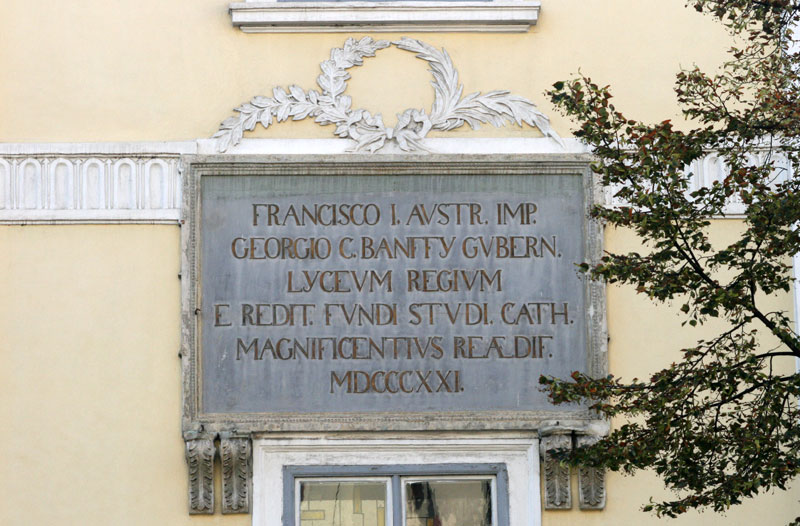 FRANCISCO I. AVSTR. IMP.
GEORGIO C. BANFFY GVBERN.
LYCEVM REGIVM
E REDIT. FVNDI STVDI. CATH.
MAGNIFICENTIVS REÆDIF.
MDCCCXXI.